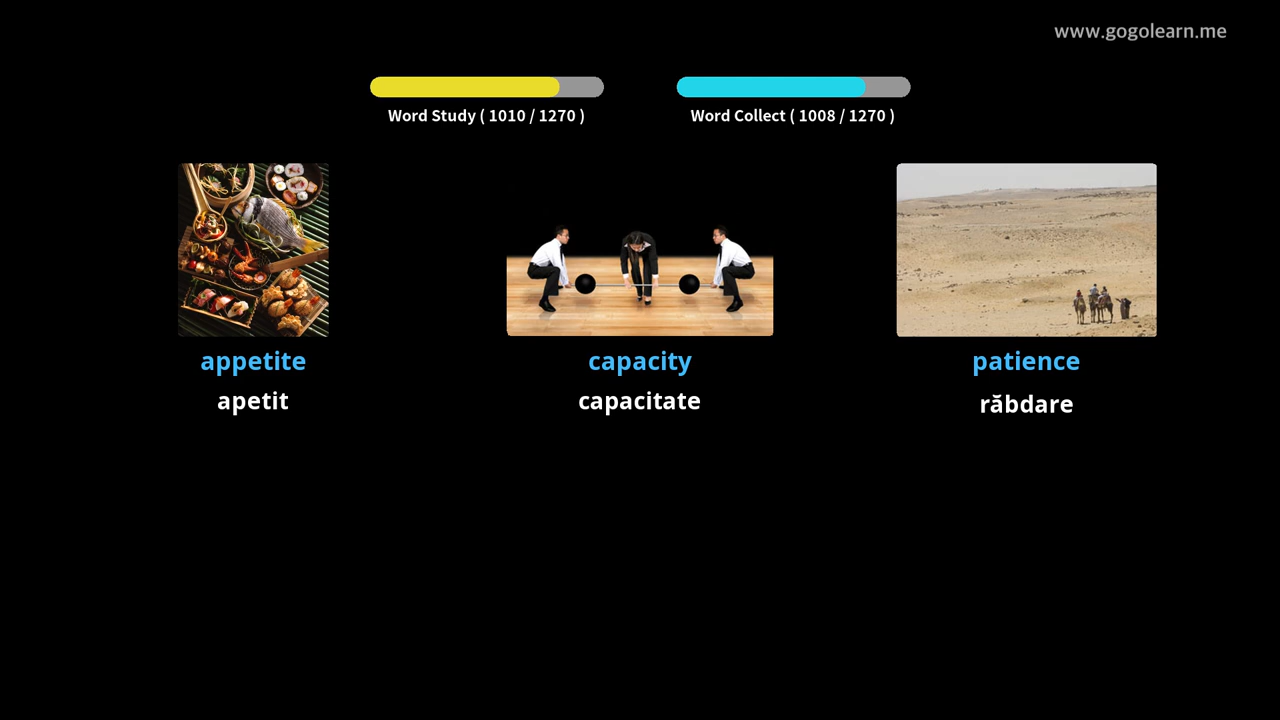 www.gogolearn.me
Word Study ( 1010 / 1270 )
Word Collect ( 1008 / 1270 )
appetite
apetit
capacity
capacitate
patience
răbdare